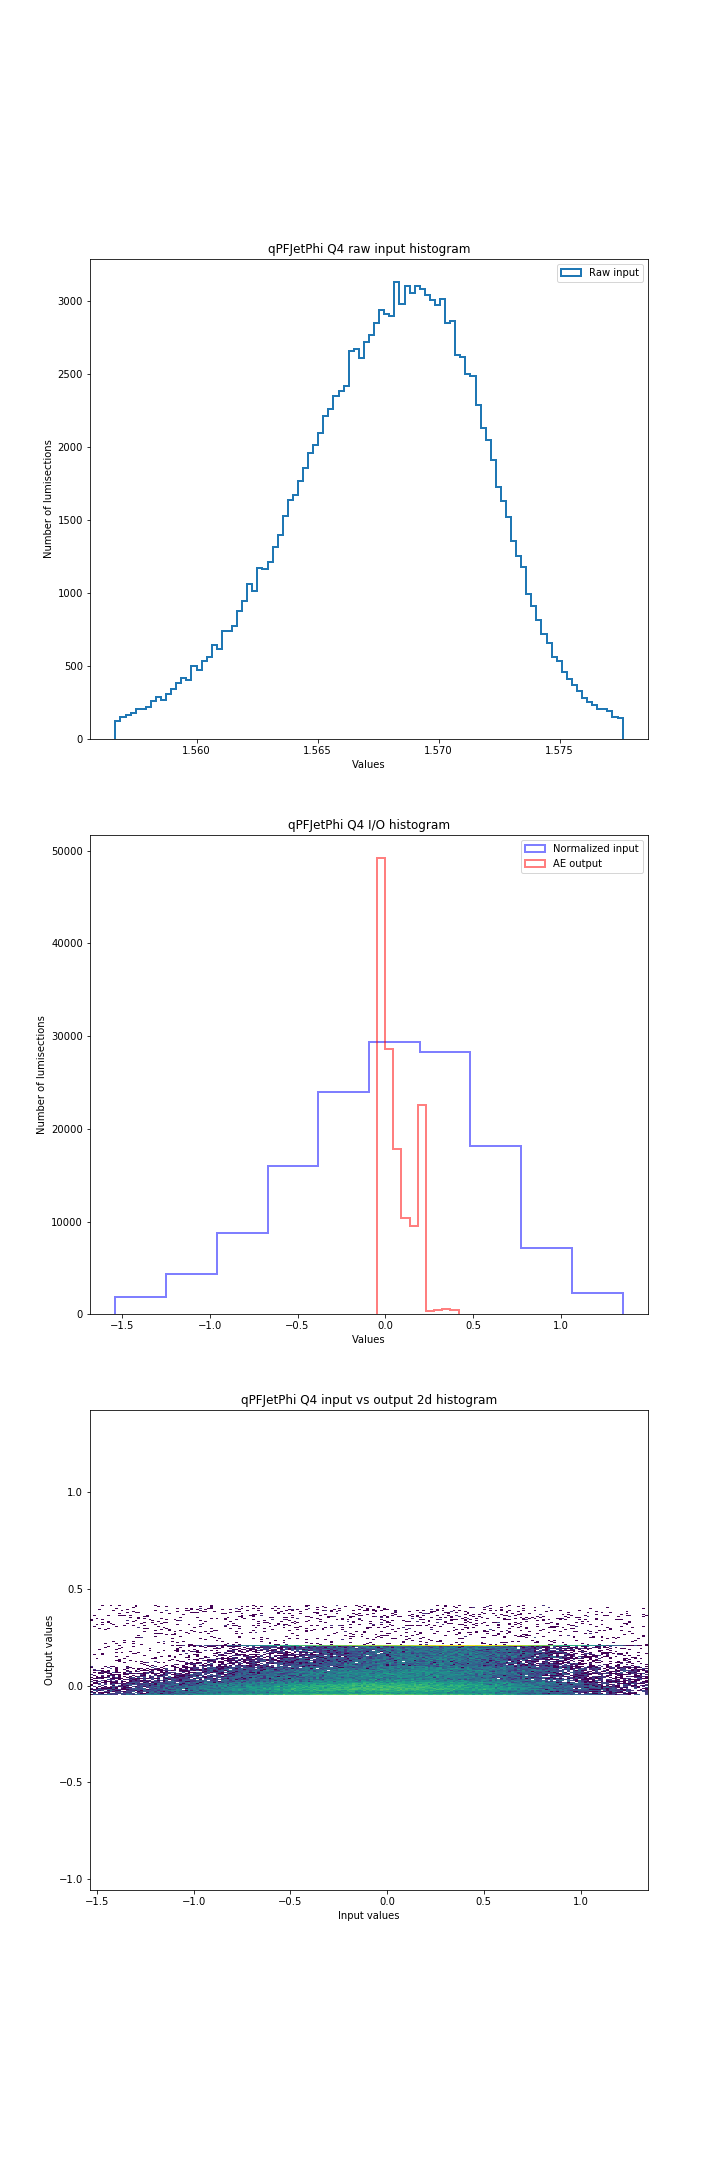 qPFJetPhi Q4 raw input histogram
Raw input
3000
2500
2000
1500
1000
500
0
Number of lumisections
1.560 1.565 1.570 1.575
Values
qPFJetPhi Q4 I/O histogram
Normalized input
AE output
50000
40000
30000
20000
10000
0
Number of lumisections
−1.5 −1.0 −0.5 0.0 0.5 1.0
Values
qPFJetPhi Q4 input vs output 2d histogram
1.0
0.5
0.0
−0.5
−1.0
Output values
−1.5 −1.0 −0.5 0.0 0.5 1.0
Input values